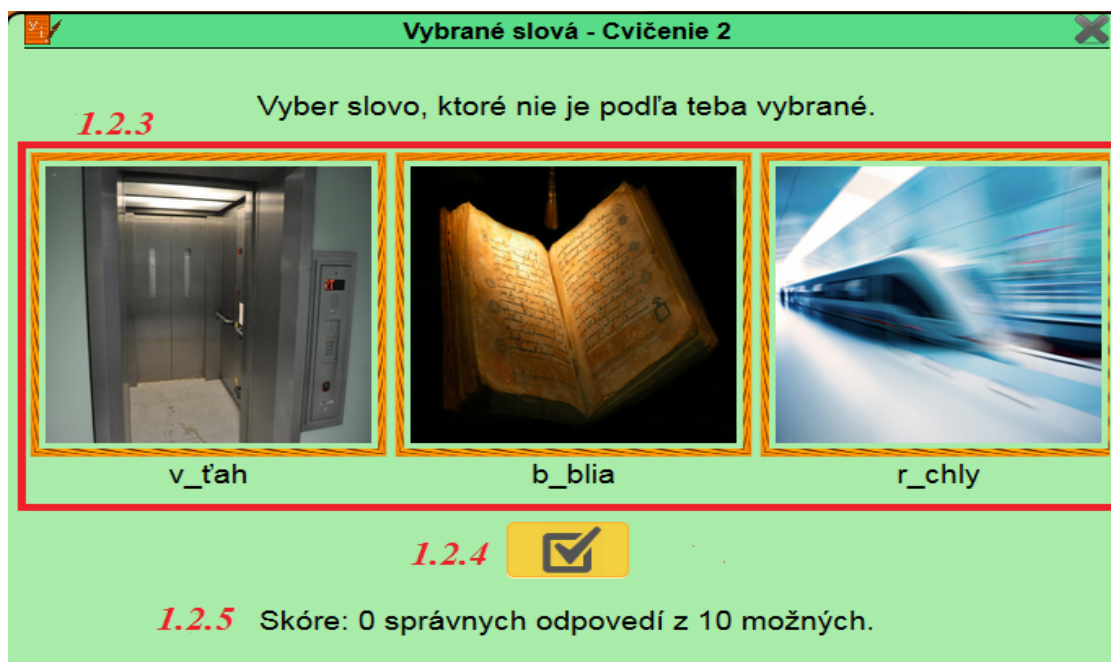 Vybrané slová - Cvičenie 2
Vyber slovo, ktoré nie je podľa teba vybrané.
1.2.3
v_ťah b_blia r_chly
1.2.4
1.2.5 Skóre: 0 správnych odpovedí z 10 možných.